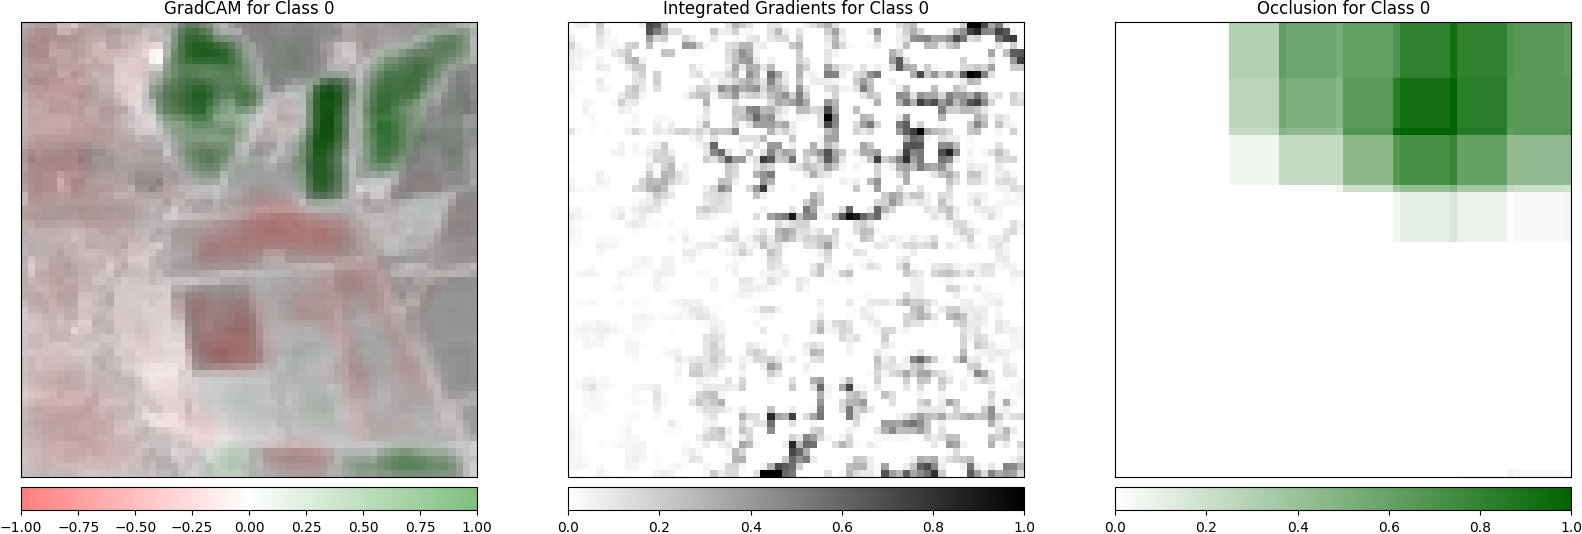 GradCAM for Class 0
Integrated Gradients for Class 0
Occlusion for Class 0
−1.00 −0.75 −0.50 −0.25 0.00 0.25 0.50 0.75 1.00
0.0 0.2 0.4 0.6 0.8 1.0
0.0 0.2 0.4 0.6 0.8 1.0